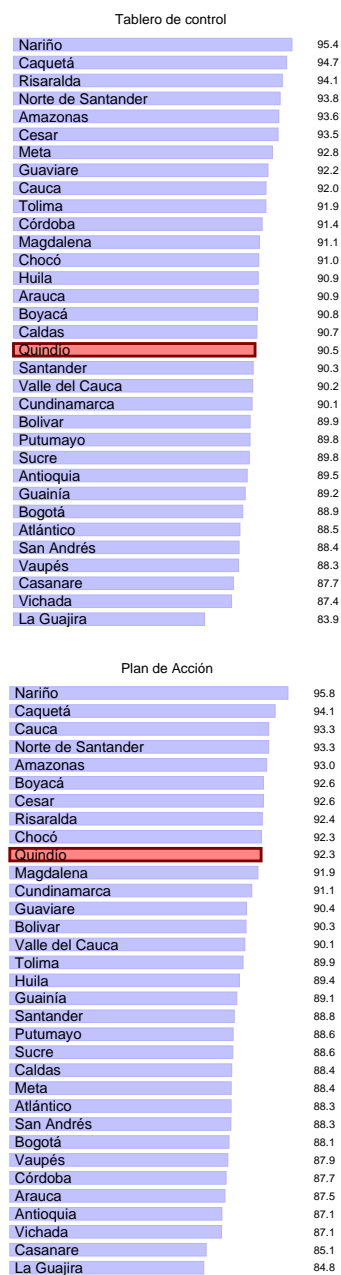 Tablero de control
Nariño 95.4
Caquetá 94.7
Risaralda 94.1
Norte de Santander 93.8
Amazonas 93.6
Cesar 93.5
Meta 92.8
Guaviare 92.2
Cauca 92.0
Tolima 91.9
Córdoba 91.4
Magdalena 91.1
Chocó 91.0
Huila 90.9
Arauca 90.9
Boyacá 90.8
Caldas 90.7
Quindío 90.5
Santander 90.3
Valle del Cauca 90.2
Cundinamarca 90.1
Bolivar 89.9
Putumayo 89.8
Sucre 89.8
Antioquia 89.5
Guainía 89.2
Bogotá 88.9
Atlántico 88.5
San Andrés 88.4
Vaupés 88.3
Casanare 87.7
Vichada 87.4
La Guajira 83.9
Plan de Acción
Nariño 95.8
Caquetá 94.1
Cauca 93.3
Norte de Santander 93.3
Amazonas 93.0
Boyacá 92.6
Cesar 92.6
Risaralda 92.4
Chocó 92.3
Quindío 92.3
Magdalena 91.9
Cundinamarca 91.1
Guaviare 90.4
Bolivar 90.3
Valle del Cauca 90.1
Tolima 89.9
Huila 89.4
Guainía 89.1
Santander 88.8
Putumayo 88.6
Sucre 88.6
Caldas 88.4
Meta 88.4
Atlántico 88.3
San Andrés 88.3
Bogotá 88.1
Vaupés 87.9
Córdoba 87.7
Arauca 87.5
Antioquia 87.1
Vichada 87.1
Casanare 85.1
La Guajira 84.8